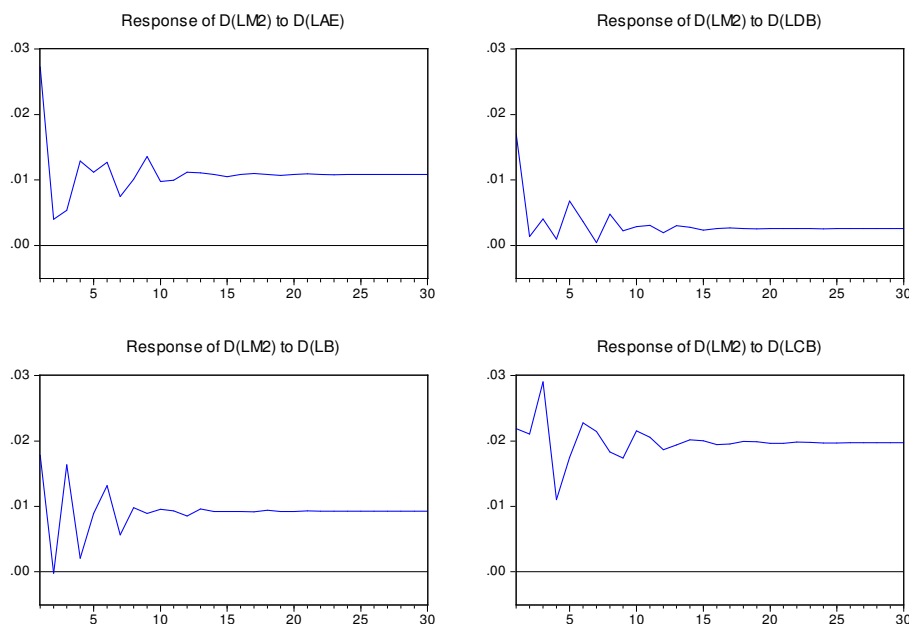 Response of D(LM2) to D(LAE)
.03
.02
.01
.00
5 10 15 20 25 30
Response of D(LM2) to D(LDB)
.03
.02
.01
.00
5 10 15 20 25 30
Response of D(LM2) to D(LB)
.03
.02
.01
.00
5 10 15 20 25 30
Response of D(LM2) to D(LCB)
.03
.02
.01
.00
5 10 15 20 25 30